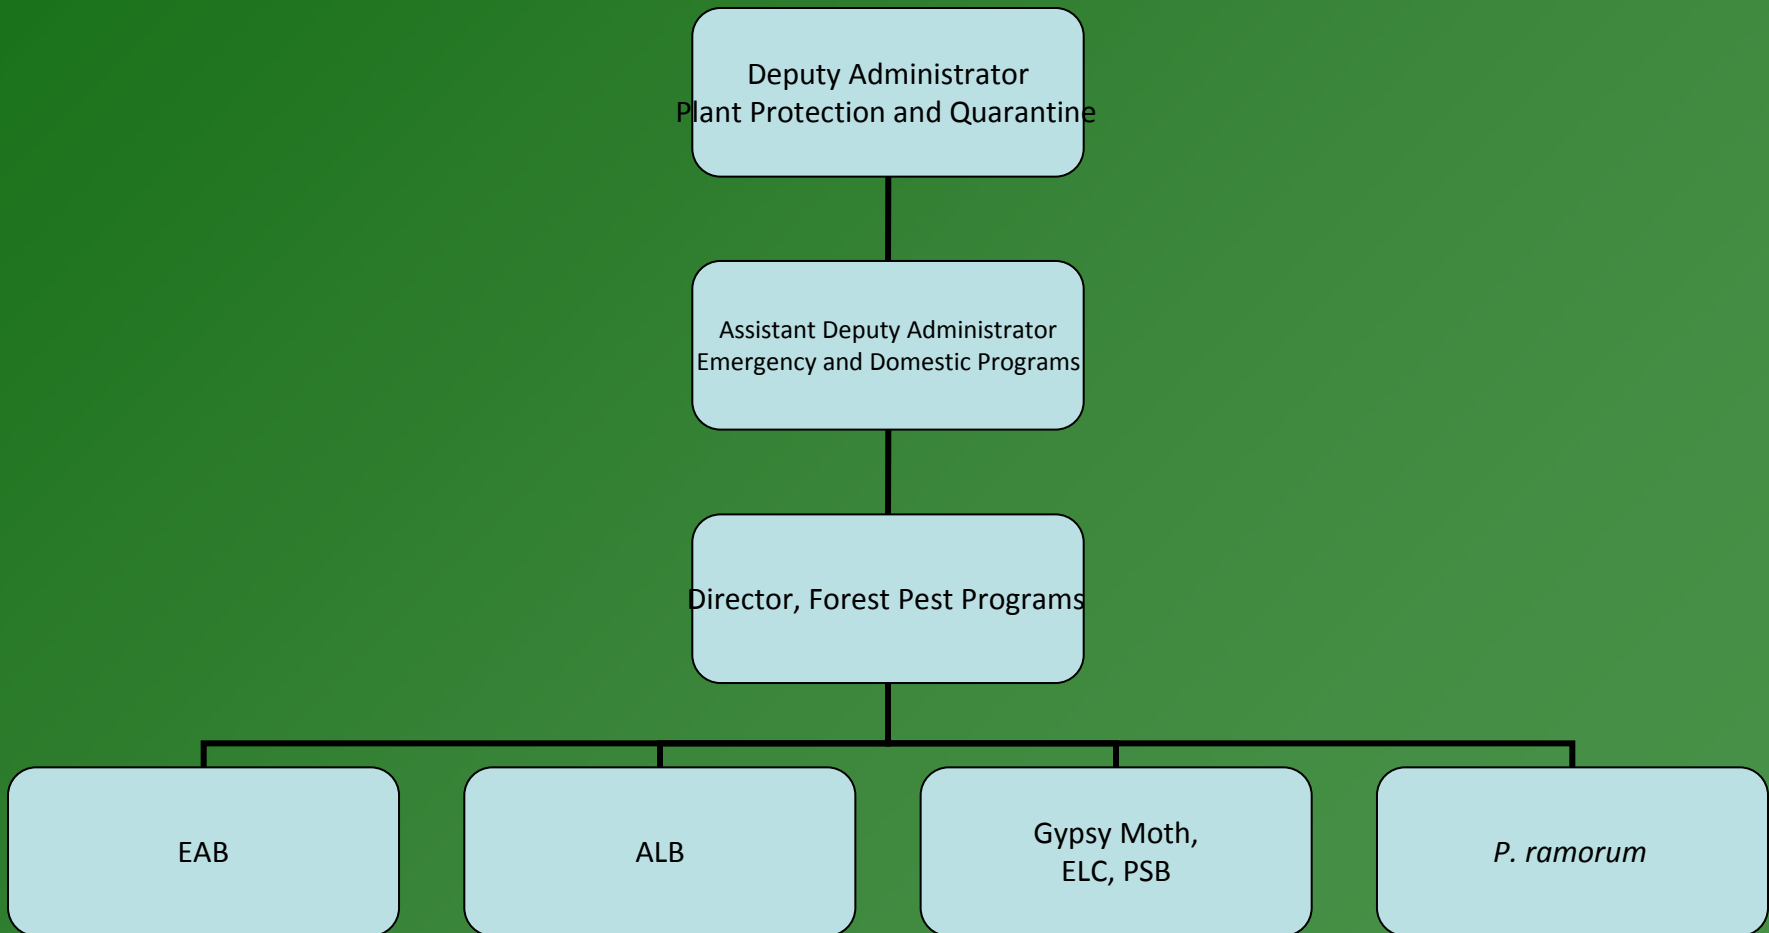 Deputy Administrator
Plant Protection and Quarantine
Assistant Deputy Administrator
Emergency and Domestic Programs
Director, Forest Pest Programs
EAB
ALB
Gypsy Moth,
ELC, PSB
P. ramorum